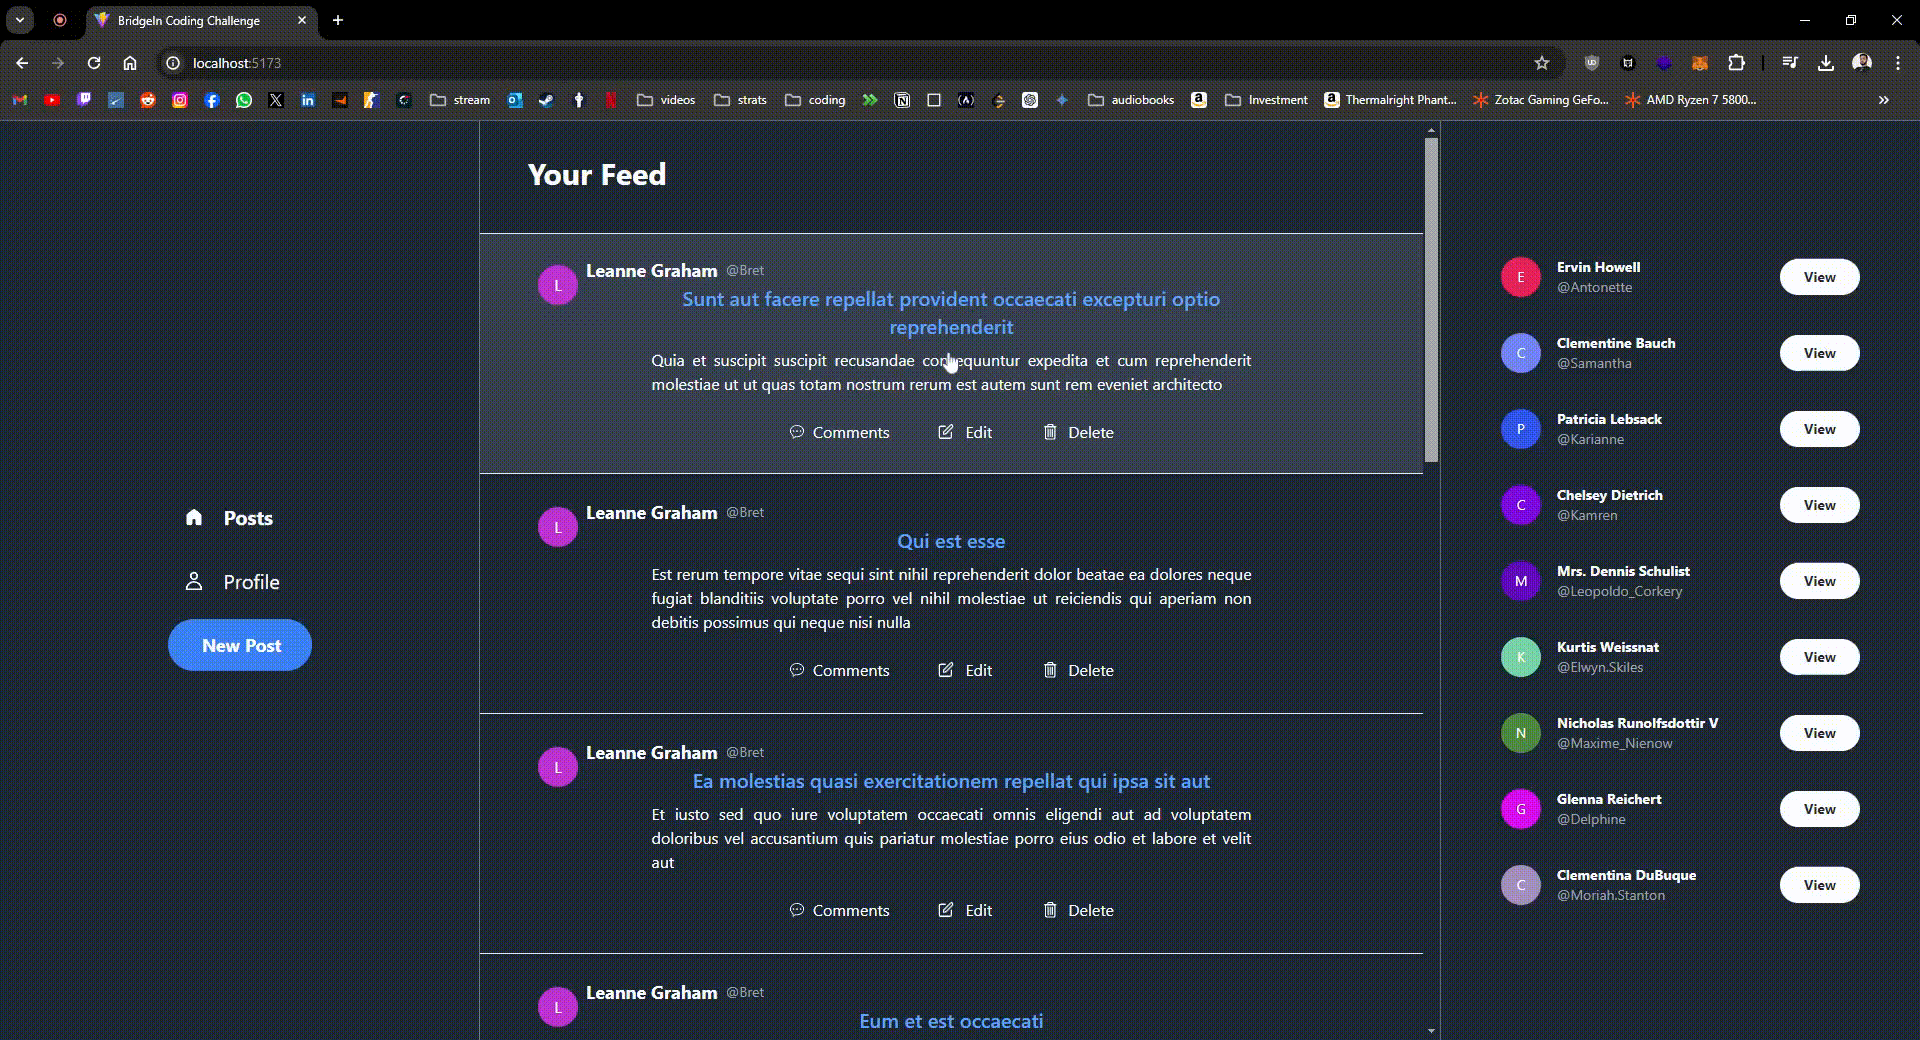 BridgeIn Coding Challenge
localhost:5173
stream
videos
strats
coding
audiobooks
Investment
Thermalright Phant...
Zotac Gaming GeFo...
AMD Ryzen 7 5800...
Posts
Profile
New Post
Your Feed
L
Leanne Graham @Bret
Sunt aut facere repellat provident occaecati excepturi optio
reprehenderit
Quia et suscipit suscipit recusandae consequuntur expedita et cum reprehenderit
molestiae ut ut quas totam nostrum rerum est autem sunt rem eveniet architecto
Comments Edit Delete
L
Leanne Graham @Bret
Qui est esse
Est rerum tempore vitae sequi sint nihil reprehenderit dolor beatae ea dolores neque
fugiat blanditiis voluptate porro vel nihil molestiae ut reiciendis qui aperiam non
debitis possimus qui neque nisi nulla
Comments Edit Delete
L
Leanne Graham @Bret
Ea molestias quasi exercitationem repellat qui ipsa sit aut
Et iusto sed quo iure voluptatem occaecati omnis eligendi aut ad voluptatem
doloribus vel accusantium quis pariatur molestiae porro eius odio et labore et velit
aut
Comments Edit Delete
L
Leanne Graham @Bret
Eum et est occaecati
E
Ervin Howell
@Antonette
View
C
Clementine Bauch
@Samantha
View
P
Patricia Lebsack
@Karianne
View
C
Chelsey Dietrich
@Kamren
View
M
Mrs. Dennis Schulist
@Leopoldo_Corkery
View
K
Kurtis Weissnat
@Elwyn.Skiles
View
N
Nicholas Runolfsdottir V
@Maxime_Nienow
View
G
Glenna Reichert
@Delphine
View
C
Clementina DuBuque
@Moriah.Stanton
View